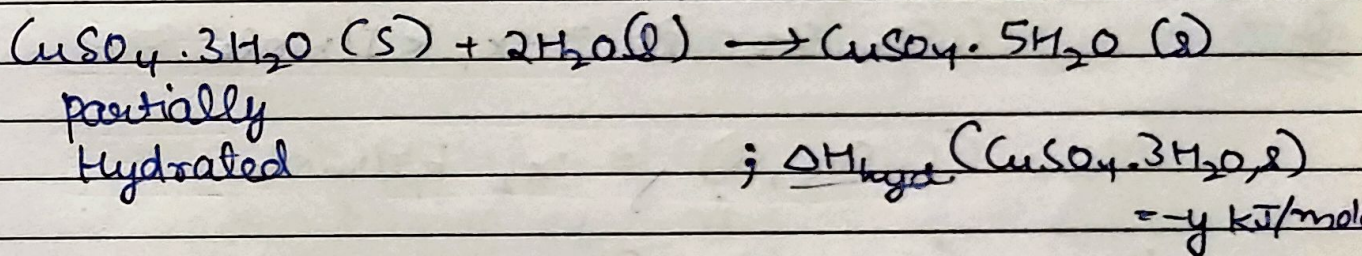 CuSO₄.3H₂O (S) + 2H₂O(l) → CuSO₄.5H₂O (s)
partially
Hydrated ; ΔHhyd (CuSO₄.3H₂O,s)
= -y kJ/mol